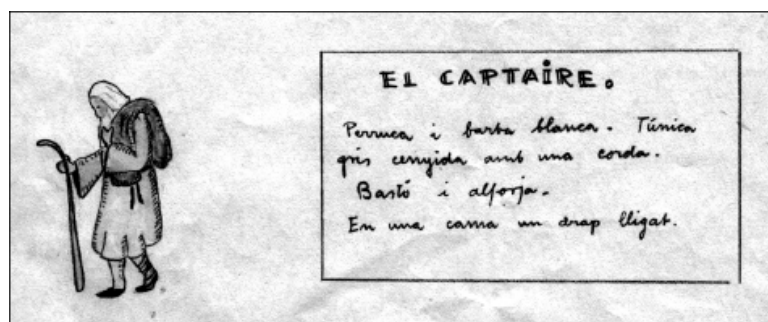 EL CAPTAIRE.
Perruca i barba blanca. Túnica
gris cenyida amb una corda.
Bastó i alforja.
En una cama un drap lligat.